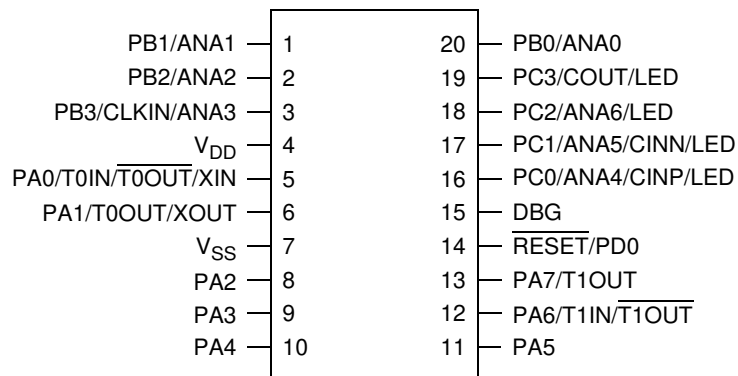 PB1/ANA1 1 20 PB0/ANA0
PB2/ANA2 2 19 PC3/COUT/LED
PB3/CLKIN/ANA3 3 18 PC2/ANA6/LED
VDD 4 17 PC1/ANA5/CINN/LED
PA0/T0IN/T0OUT/XIN 5 16 PC0/ANA4/CINP/LED
PA1/T0OUT/XOUT 6 15 DBG
VSS 7 14 RESET/PD0
PA2 8 13 PA7/T1OUT
PA3 9 12 PA6/T1IN/T1OUT
PA4 10 11 PA5